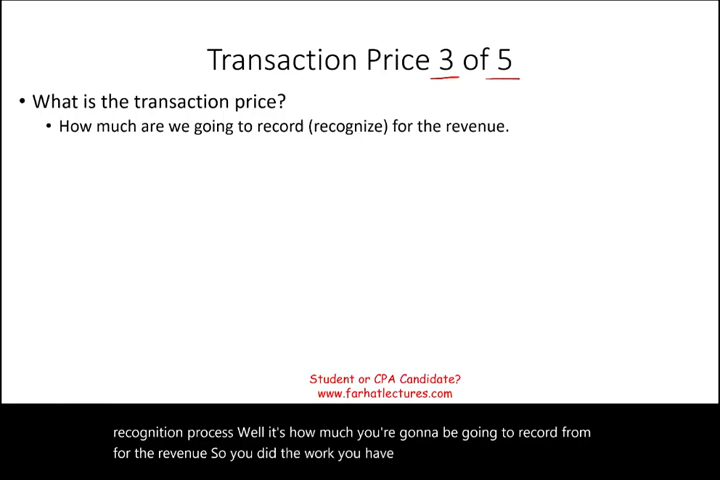 Transaction Price 3 of 5
• What is the transaction price?
• How much are we going to record (recognize) for the revenue.
Student or CPA Candidate?
www.farhatlectures.com
recognition process Well it's how much you're gonna be going to record from
for the revenue So you did the work you have